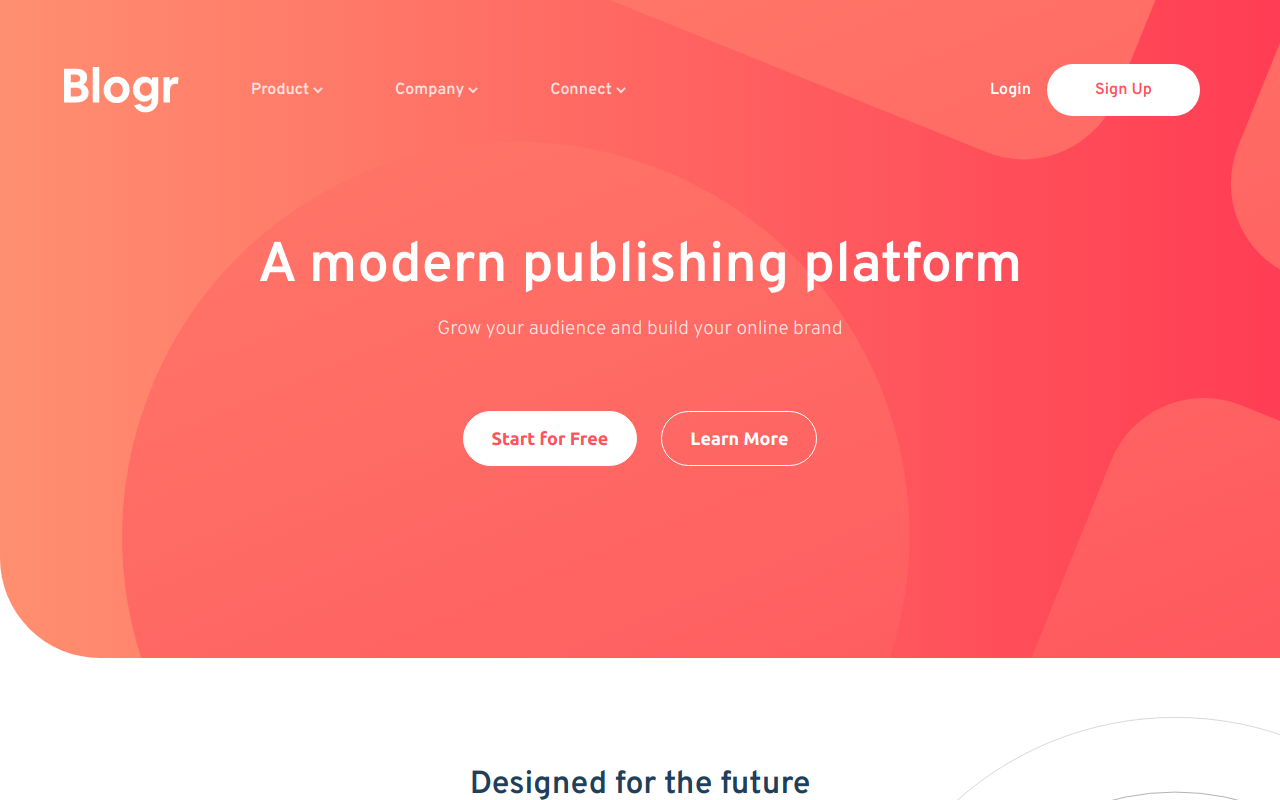 Blogr
Product
Company
Connect
Login
Sign Up
A modern publishing platform
Grow your audience and build your online brand
Start for Free
Learn More
Designed for the future